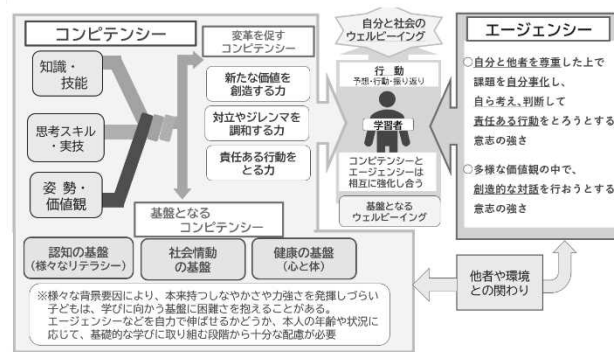 コンピテンシー
知識・
技能
思考スキル
・実技
姿勢・
価値観
変革を促す
コンピテンシー
新たな価値を
創造する力
対立やジレンマを
調和する力
責任ある行動を
とる力
基盤となる
コンピテンシー
認知の基盤
(様々なリテラシー)
社会情動
の基盤
健康の基盤
(心と体)
※様々な背景要因により、本来持つしなやかさや力強さを発揮しづらい
子どもは、学びに向かう基盤に困難さを抱えることがある。
エージェンシーなどを自力で伸ばせるかどうか、本人の年齢や状況に
応じて、基礎的な学びに取り組む段階から十分な配慮が必要
自分と社会の
ウェルビーイング
行 動
予想・行動・振り返り
学習者
コンピテンシーと
エージェンシーは
相互に強化し合う
基盤となる
ウェルビーイング
エージェンシー
○自分と他者を尊重した上で
課題を自分事化し、
自ら考え、判断して
責任ある行動をとろうとする
意志の強さ
○多様な価値観の中で、
創造的な対話を行おうとする
意志の強さ
他者や環境
との関わり